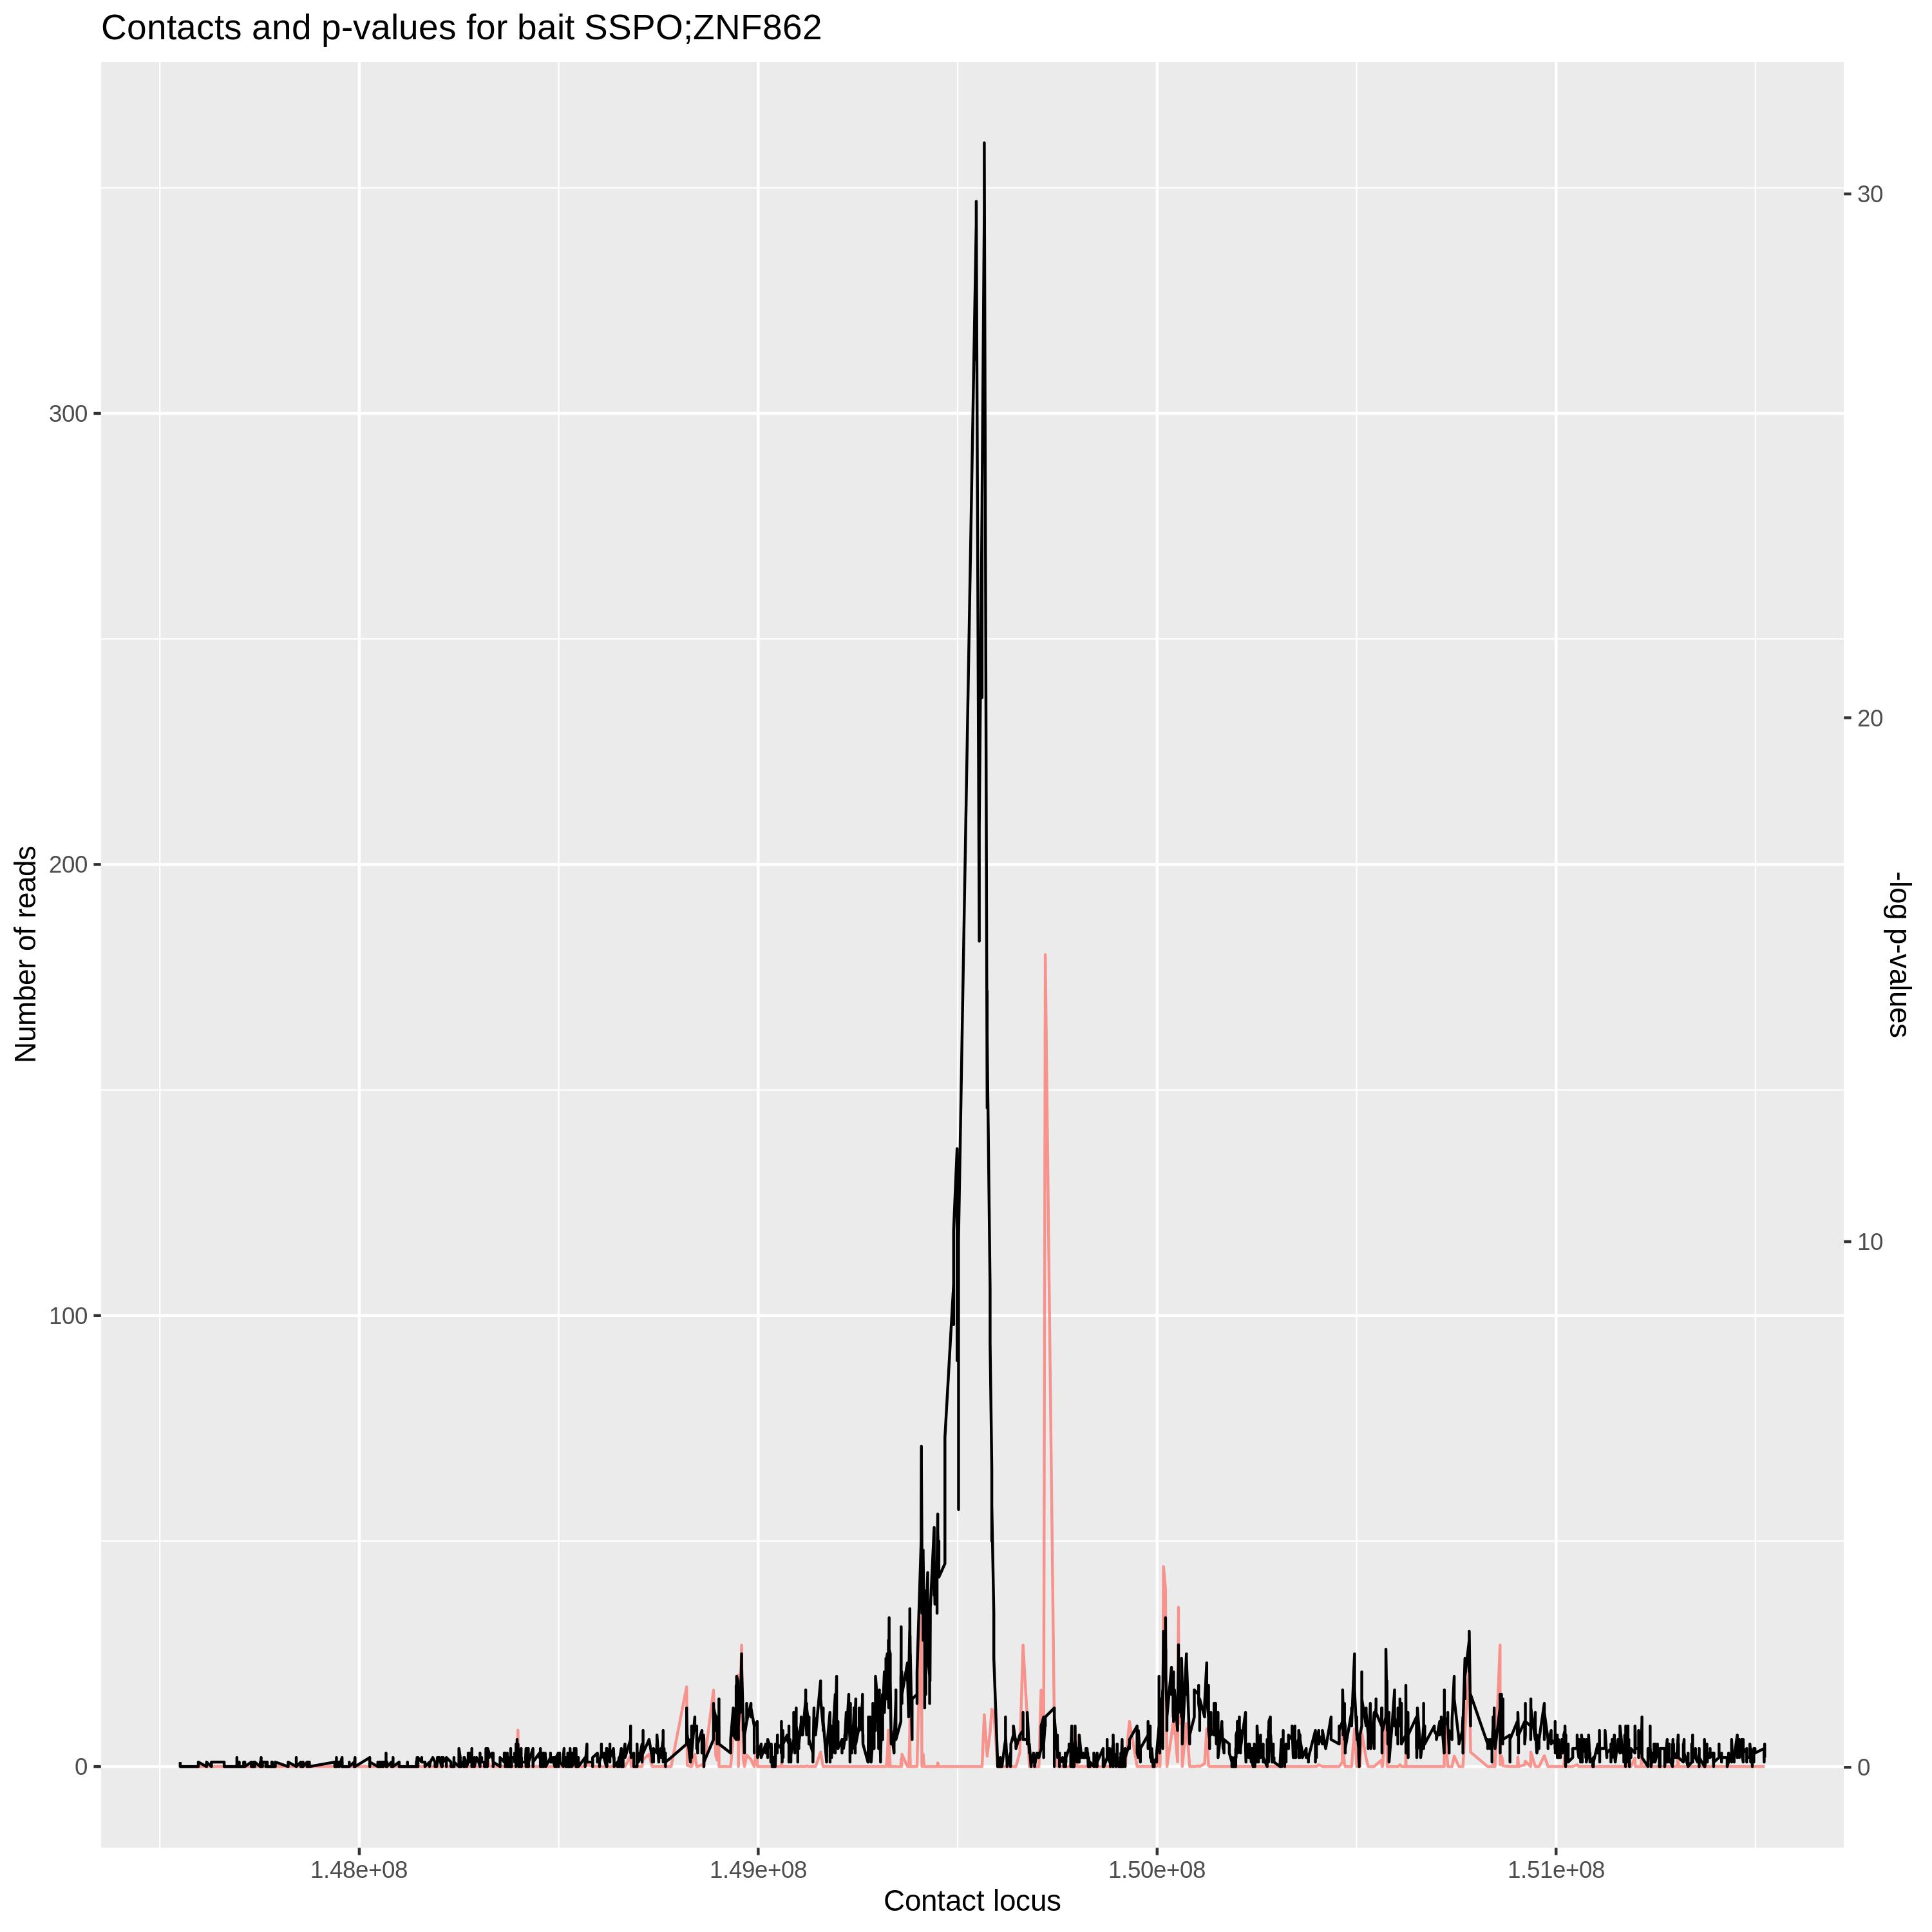 Contacts and p-values for bait SSPO;ZNF862
300
200
100
0
Number of reads
30
20
10
0
-log p-values
1.48e+08
1.49e+08
1.50e+08
1.51e+08
Contact locus